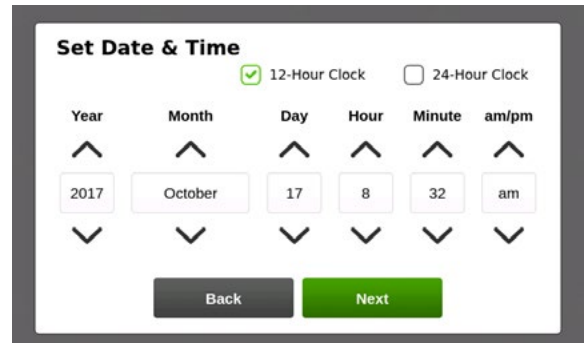 Set Date & Time
12-Hour Clock 24-Hour Clock
Year Month Day Hour Minute am/pm
2017 October 17 8 32 am
Back Next